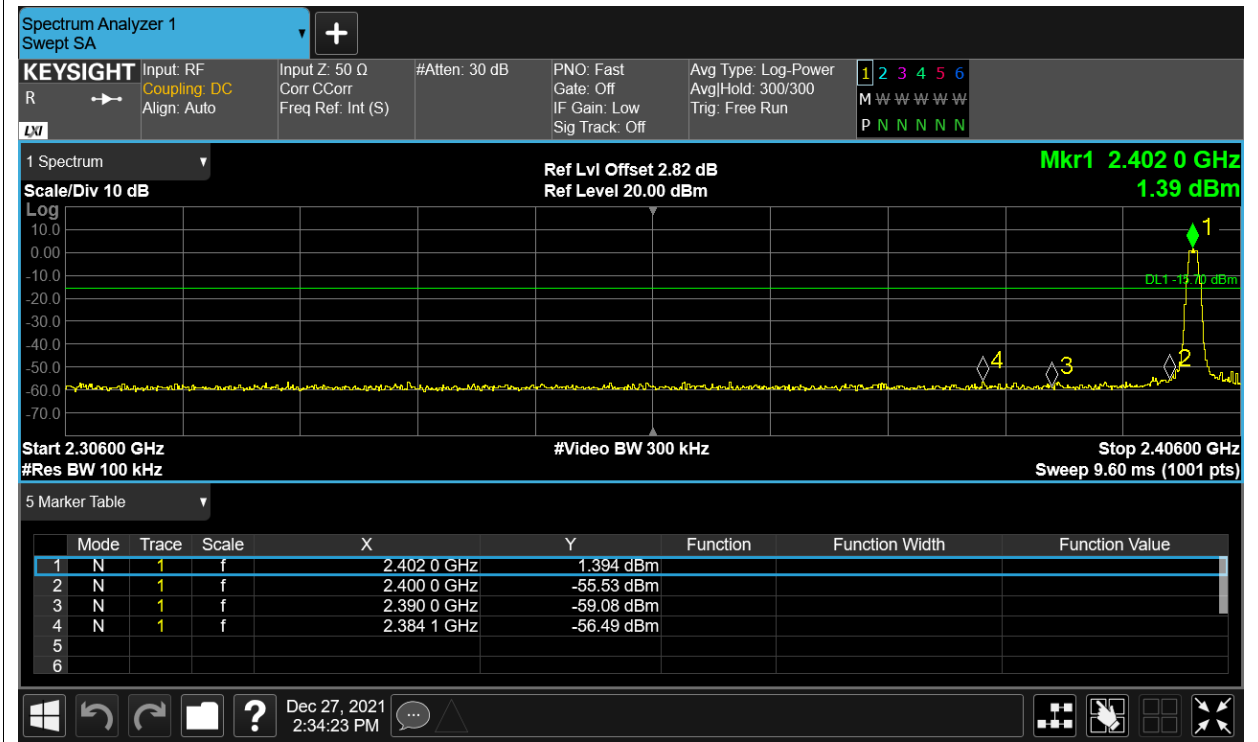 Spectrum Analyzer 1
Swept SA
KEYSIGHT Input: RF Input Z: 50 Ω #Atten: 30 dB PNO: Fast Avg Type: Log-Power 1 2 3 4 5 6
R Coupling: DC Corr CCorr Gate: Off Avg|Hold: 300/300 M W W W W W
Align: Auto Freq Ref: Int (S) IF Gain: Low Trig: Free Run
LXI Sig Track: Off P N N N N N N
1 Spectrum
Ref Lvl Offset 2.82 dB Mkr1 2.402 0 GHz
Scale/Div 10 dB Ref Level 20.00 dBm 1.39 dBm
Log
1
10.0
0.00
-10.0
DL1 -15.70 dBm
-20.0
-30.0
-40.0
4 3 2
-50.0
-60.0
-70.0
Start 2.30600 GHz #Video BW 300 kHz Stop 2.40600 GHz
#Res BW 100 kHz Sweep 9.60 ms (1001 pts)
5 Marker Table
Mode Trace Scale X Y Function Function Width Function Value
1 N 1 f 2.402 0 GHz 1.394 dBm
2 N 1 f 2.400 0 GHz -55.53 dBm
3 N 1 f 2.390 0 GHz -59.08 dBm
4 N 1 f 2.384 1 GHz -56.49 dBm
5
6
?
Dec 27, 2021
2:34:23 PM